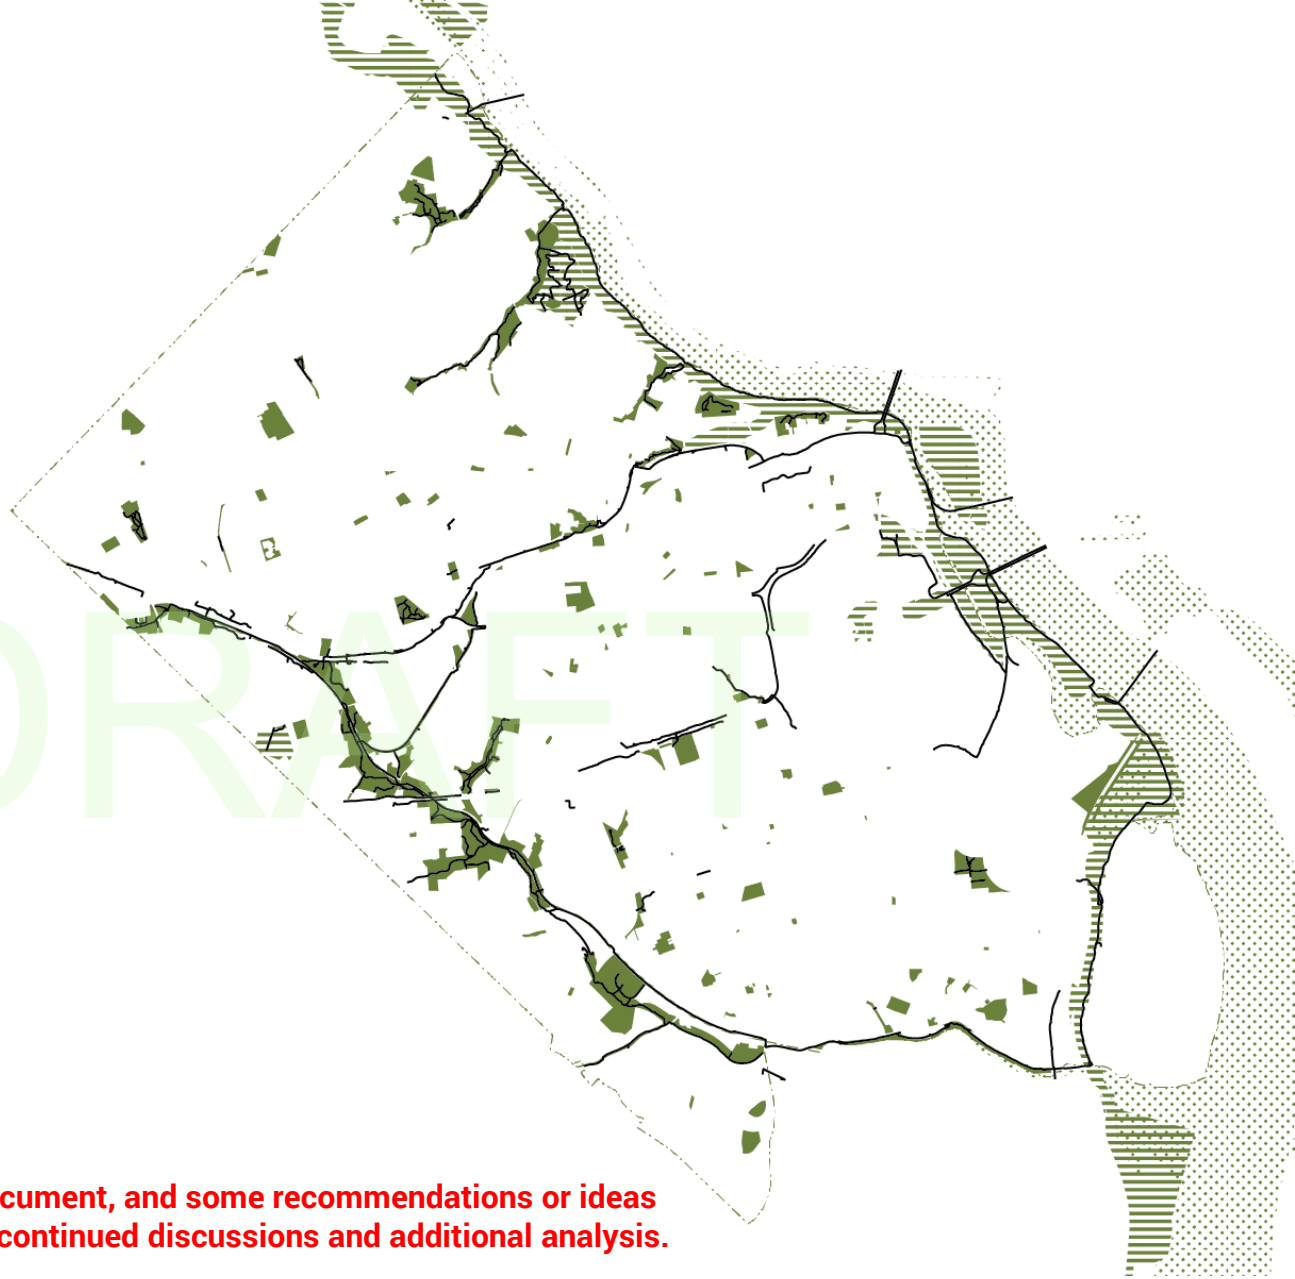 DRAFT
cument, and some recommendations or ideas
continued discussions and additional analysis.